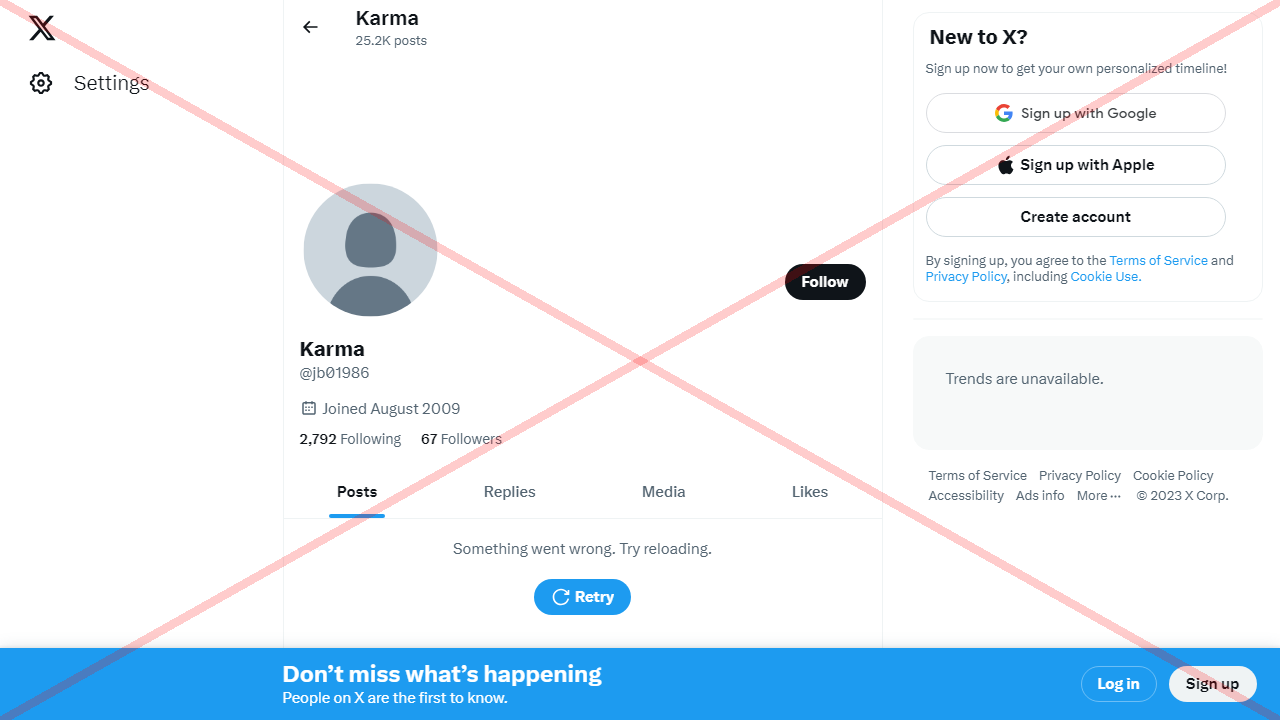 Settings
Karma
25.2K posts
Follow
Karma
@jb01986
Joined August 2009
2,792 Following 67 Followers
Posts Replies Media Likes
Something went wrong. Try reloading.
Retry
New to X?
Sign up now to get your own personalized timeline!
Sign up with Google
Sign up with Apple
Create account
By signing up, you agree to the Terms of Service and
Privacy Policy, including Cookie Use.
Trends are unavailable.
Terms of Service Privacy Policy Cookie Policy
Accessibility Ads info More ··· © 2023 X Corp.
Don’t miss what’s happening
People on X are the first to know.
Log in Sign up